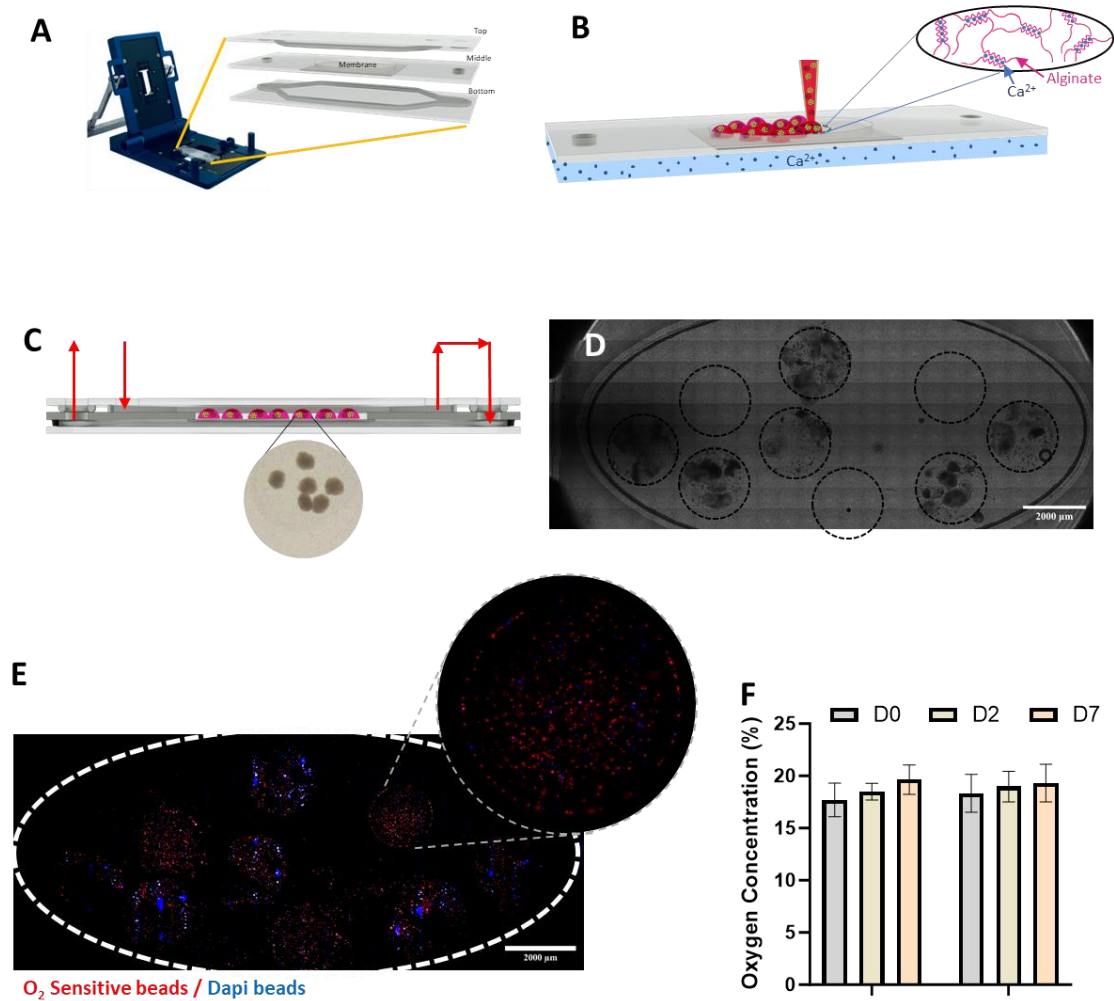 A
Top
Middle
Membrane
Bottom
B
Alginate
Ca²⁺
Ca²⁺
C
D
2000 µm
E
2000 µm
O₂ Sensitive beads / Dapi beads
F
D0 D2 D7
Oxygen Concentration (%)
25
20
15
10
5
0